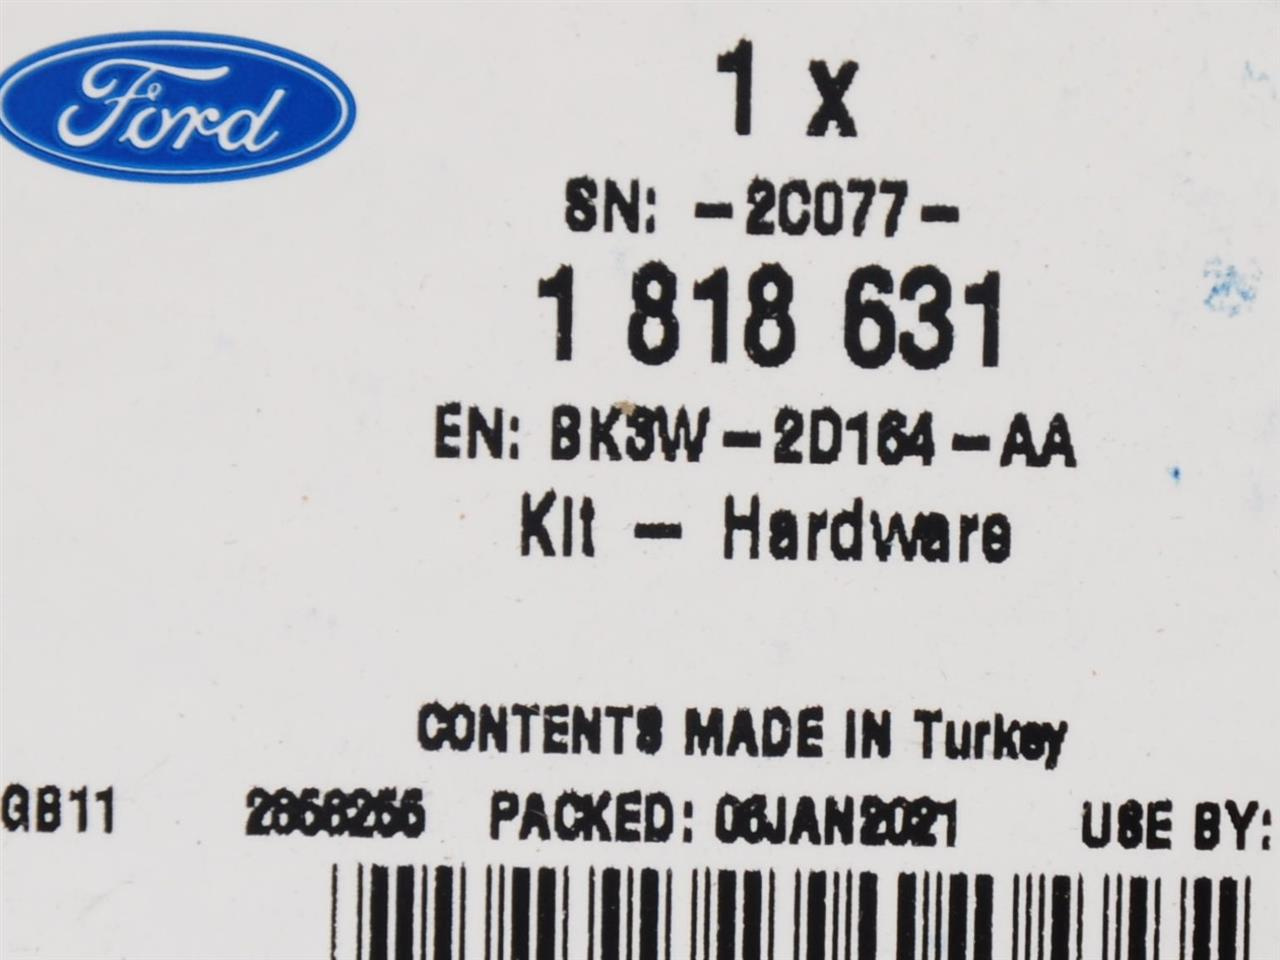 Ford
1 x
SN: -2C077-
1 818 631
EN: BK3W-2D164-AA
Kit - Hardware
CONTENTS MADE IN Turkey
GB11 PACKED: 06JAN2021 USE BY: